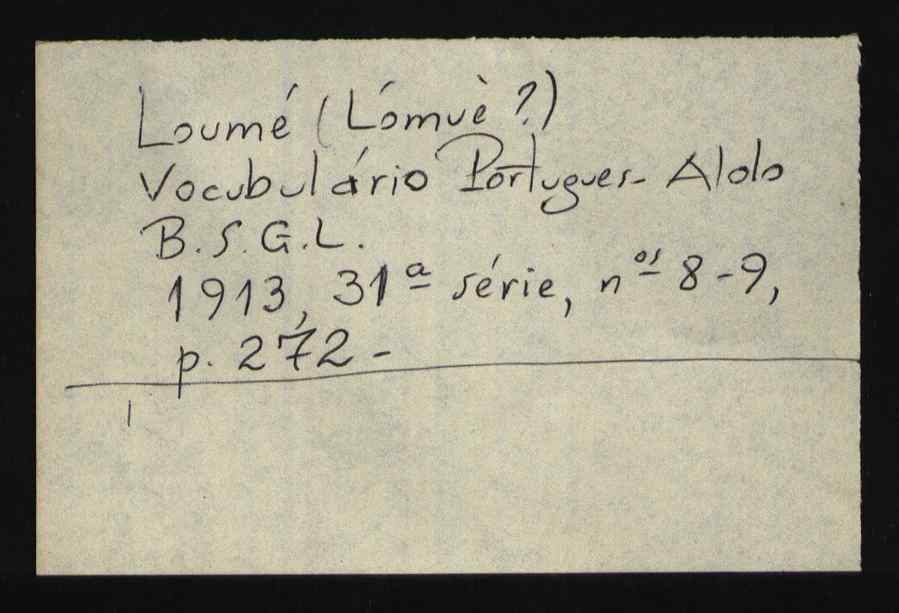 Loumé (Lómuè ?)
Vocubulário Portugues- Alolo
B.S.G.L.
1913, 31ª série, nºs 8-9,
p. 272-